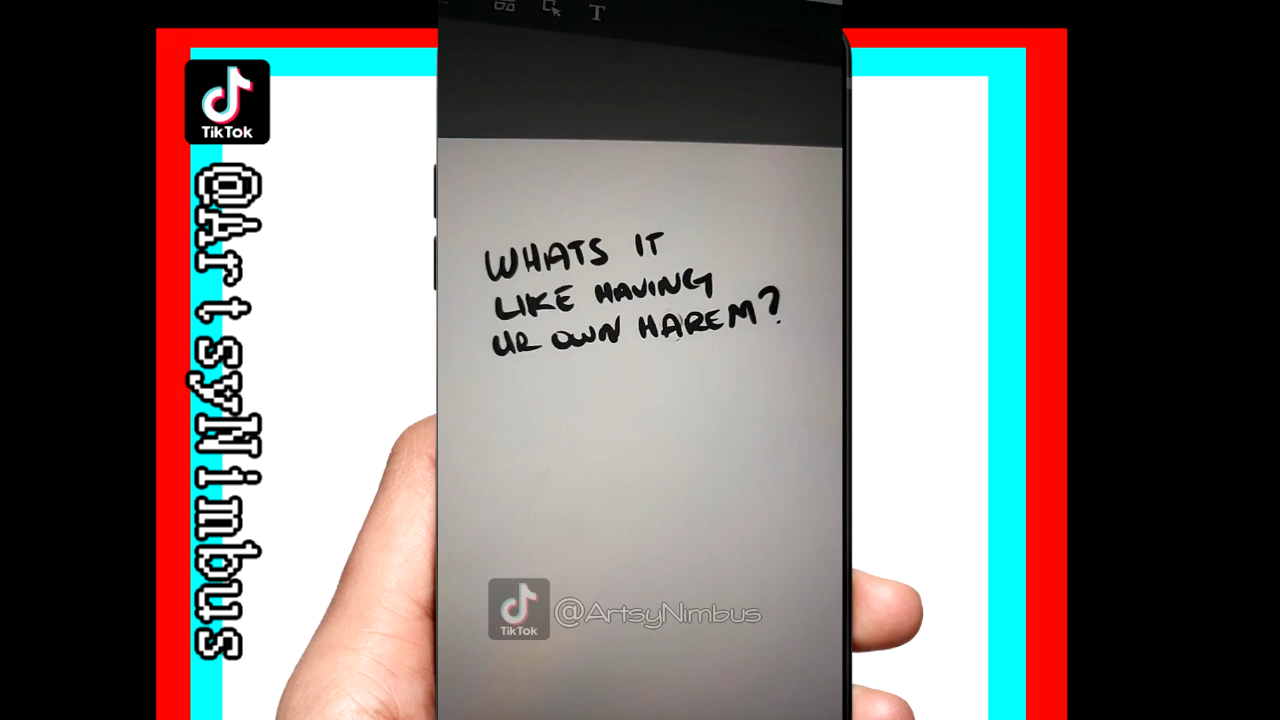 T
TikTok
@ArtsyNimbus
WHATS IT
LIKE HAVING
UR OWN HAREM?
TikTok
@ArtsyNimbus